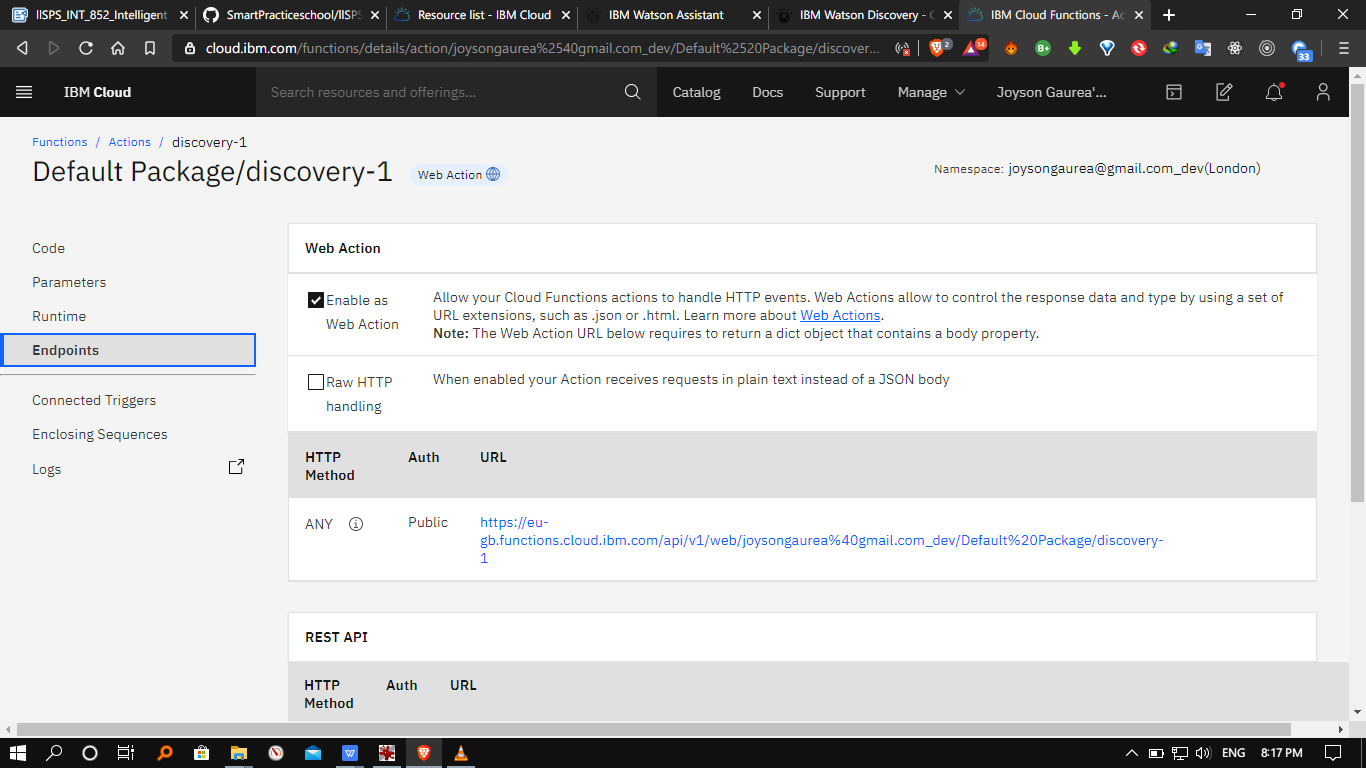 llSPS_INT_852_Intelligent
SmartPracticeschool/llSPS
Resource list - IBM Cloud
IBM Watson Assistant
IBM Watson Discovery - C
IBM Cloud Functions - Ac
cloud.ibm.com/functions/details/action/joysongaurea%2540gmail.com_dev/Default%2520Package/discover...
2
14
B+
33
IBM Cloud
Search resources and offerings...
Catalog
Docs
Support
Manage
Joyson Gaurea's...
Functions / Actions / discovery-1
Default Package/discovery-1
Web Action
Namespace: joysongaurea@gmail.com_dev(London)
Code
Parameters
Runtime
Endpoints
Connected Triggers
Enclosing Sequences
Logs
Web Action
Enable as
Web Action
Allow your Cloud Functions actions to handle HTTP events. Web Actions allow to control the response data and type by using a set of
URL extensions, such as .json or .html. Learn more about Web Actions.
Note: The Web Action URL below requires to return a dict object that contains a body property.
Raw HTTP
handling
When enabled your Action receives requests in plain text instead of a JSON body
HTTP
Method
Auth
URL
ANY
Public
https://eu-
gb.functions.cloud.ibm.com/api/v1/web/joysongaurea%40gmail.com_dev/Default%20Package/discovery-
1
REST API
HTTP
Method
Auth
URL
W
ENG
8:17 PM